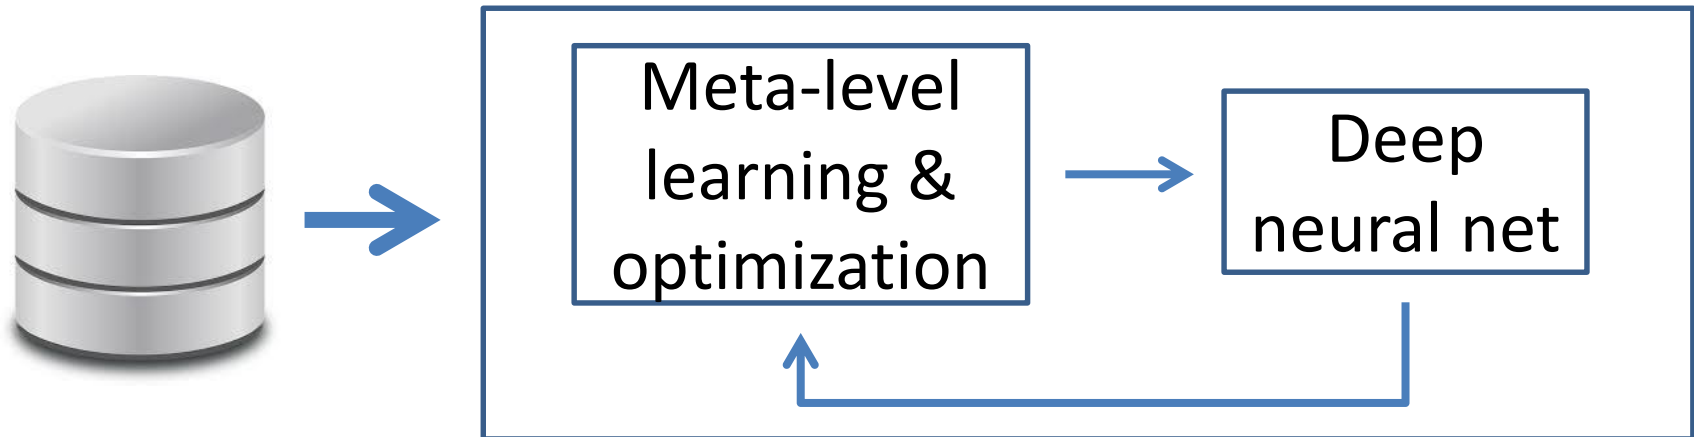 Meta-level
learning &
optimization
Deep
neural net